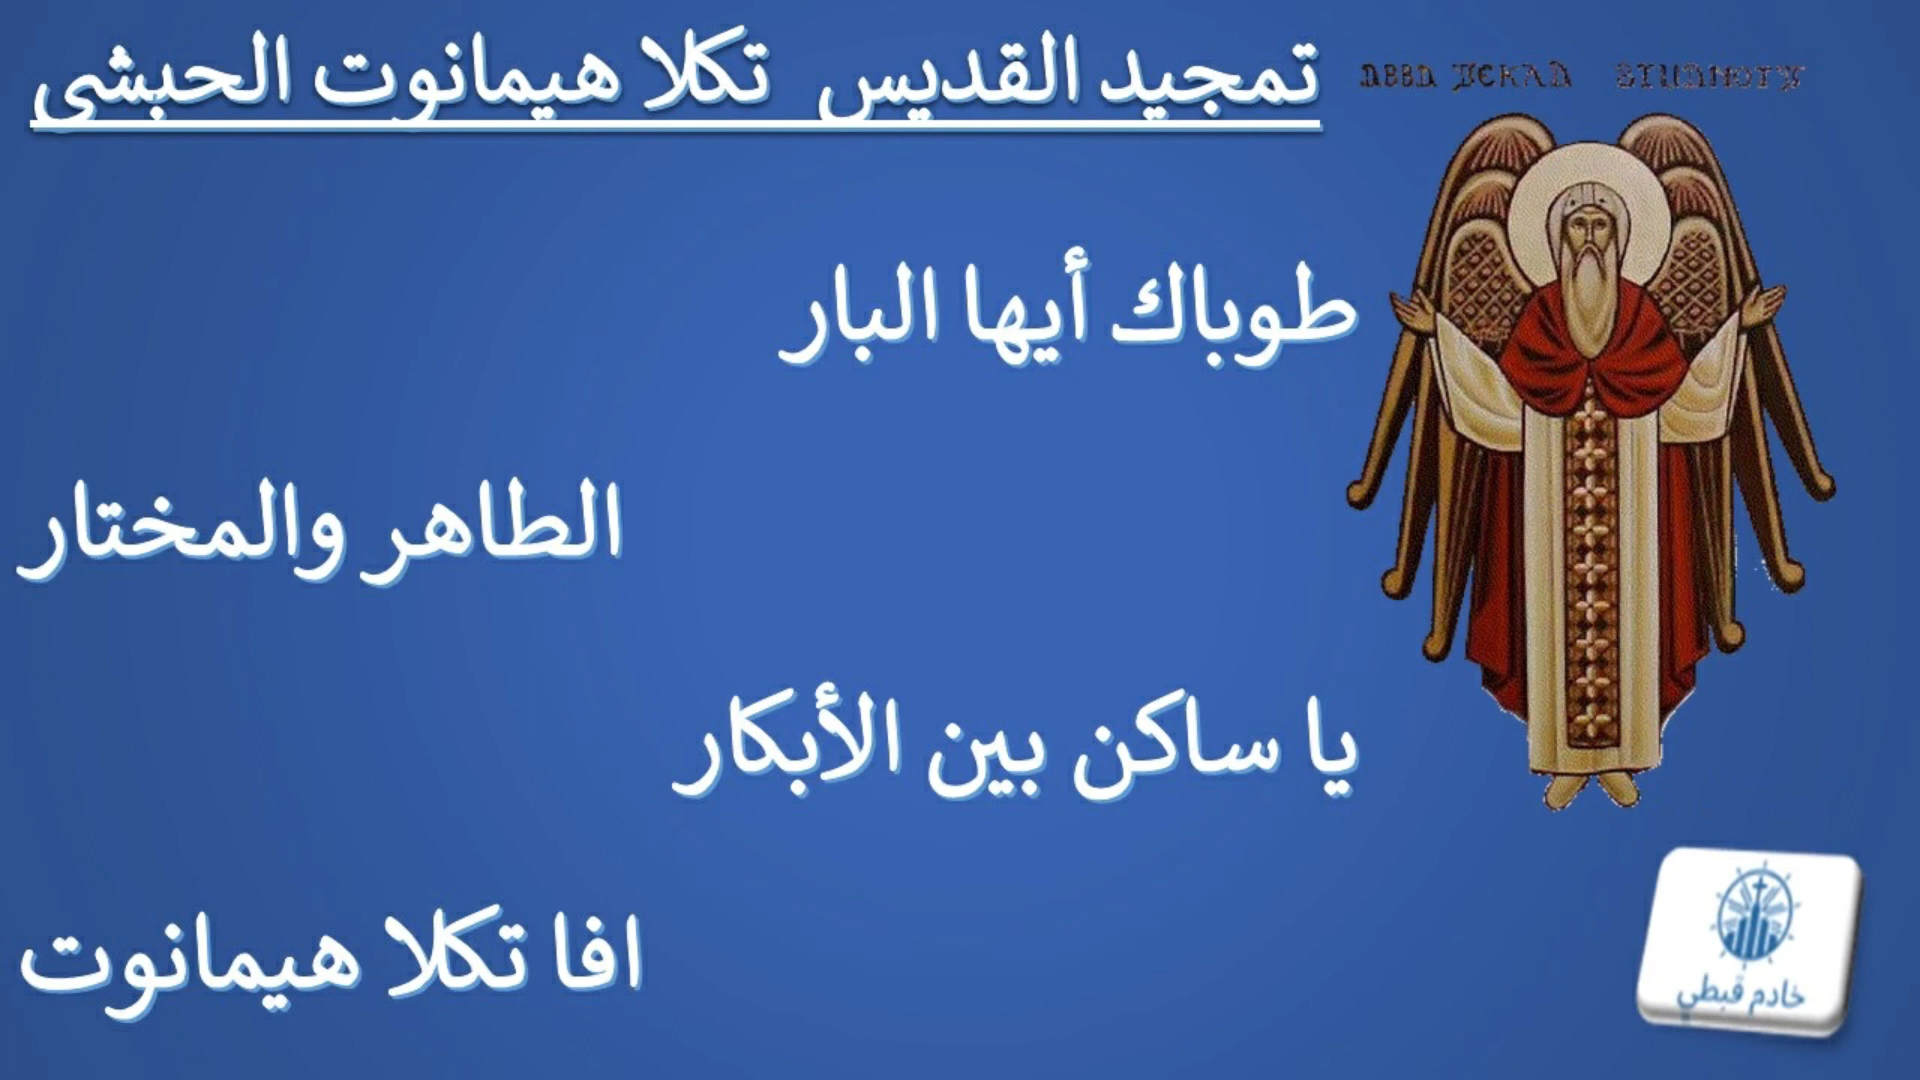 تمجيد القديس تكلا هيمانوت الحبشى
طوباك أيها البار
الطاهر والمختار
يا ساكن بين الأبكار
افا تكلا هيمانوت
خادم قبطي